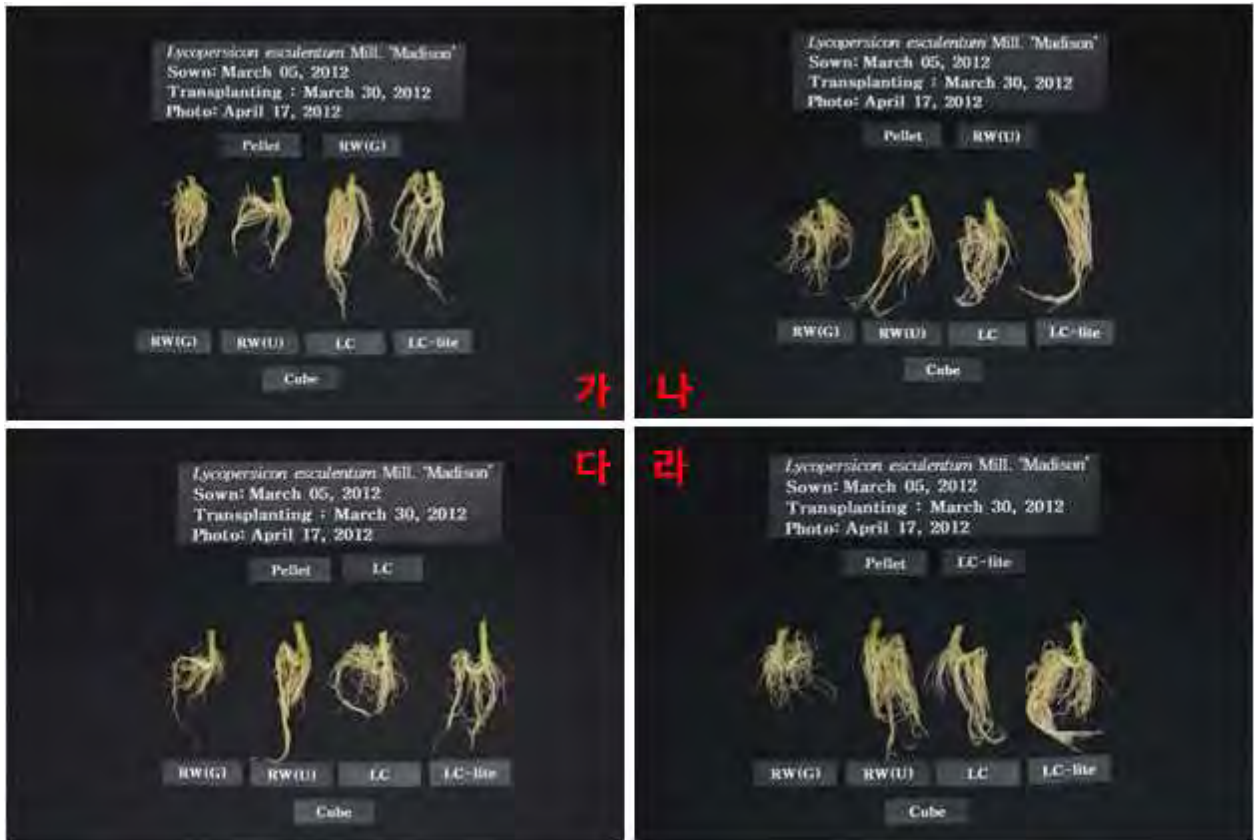 Lycopersicon esculentum Mill. "Madison"
Sown: March 05, 2012
Transplanting : March 30, 2012
Photo: April 17, 2012
Pellet RW(G)
RW(G) RW(U) LC LC-lite
Cube
가
Lycopersicon esculentum Mill. "Madison"
Sown: March 05, 2012
Transplanting : March 30, 2012
Photo: April 17, 2012
Pellet RW(U)
RW(G) RW(U) LC LC-lite
Cube
나
다
Lycopersicon esculentum Mill. "Madison"
Sown: March 05, 2012
Transplanting : March 30, 2012
Photo: April 17, 2012
Pellet LC
RW(G) RW(U) LC LC-lite
Cube
라
Lycopersicon esculentum Mill. "Madison"
Sown: March 05, 2012
Transplanting : March 30, 2012
Photo: April 17, 2012
Pellet LC-lite
RW(G) RW(U) LC LC-lite
Cube